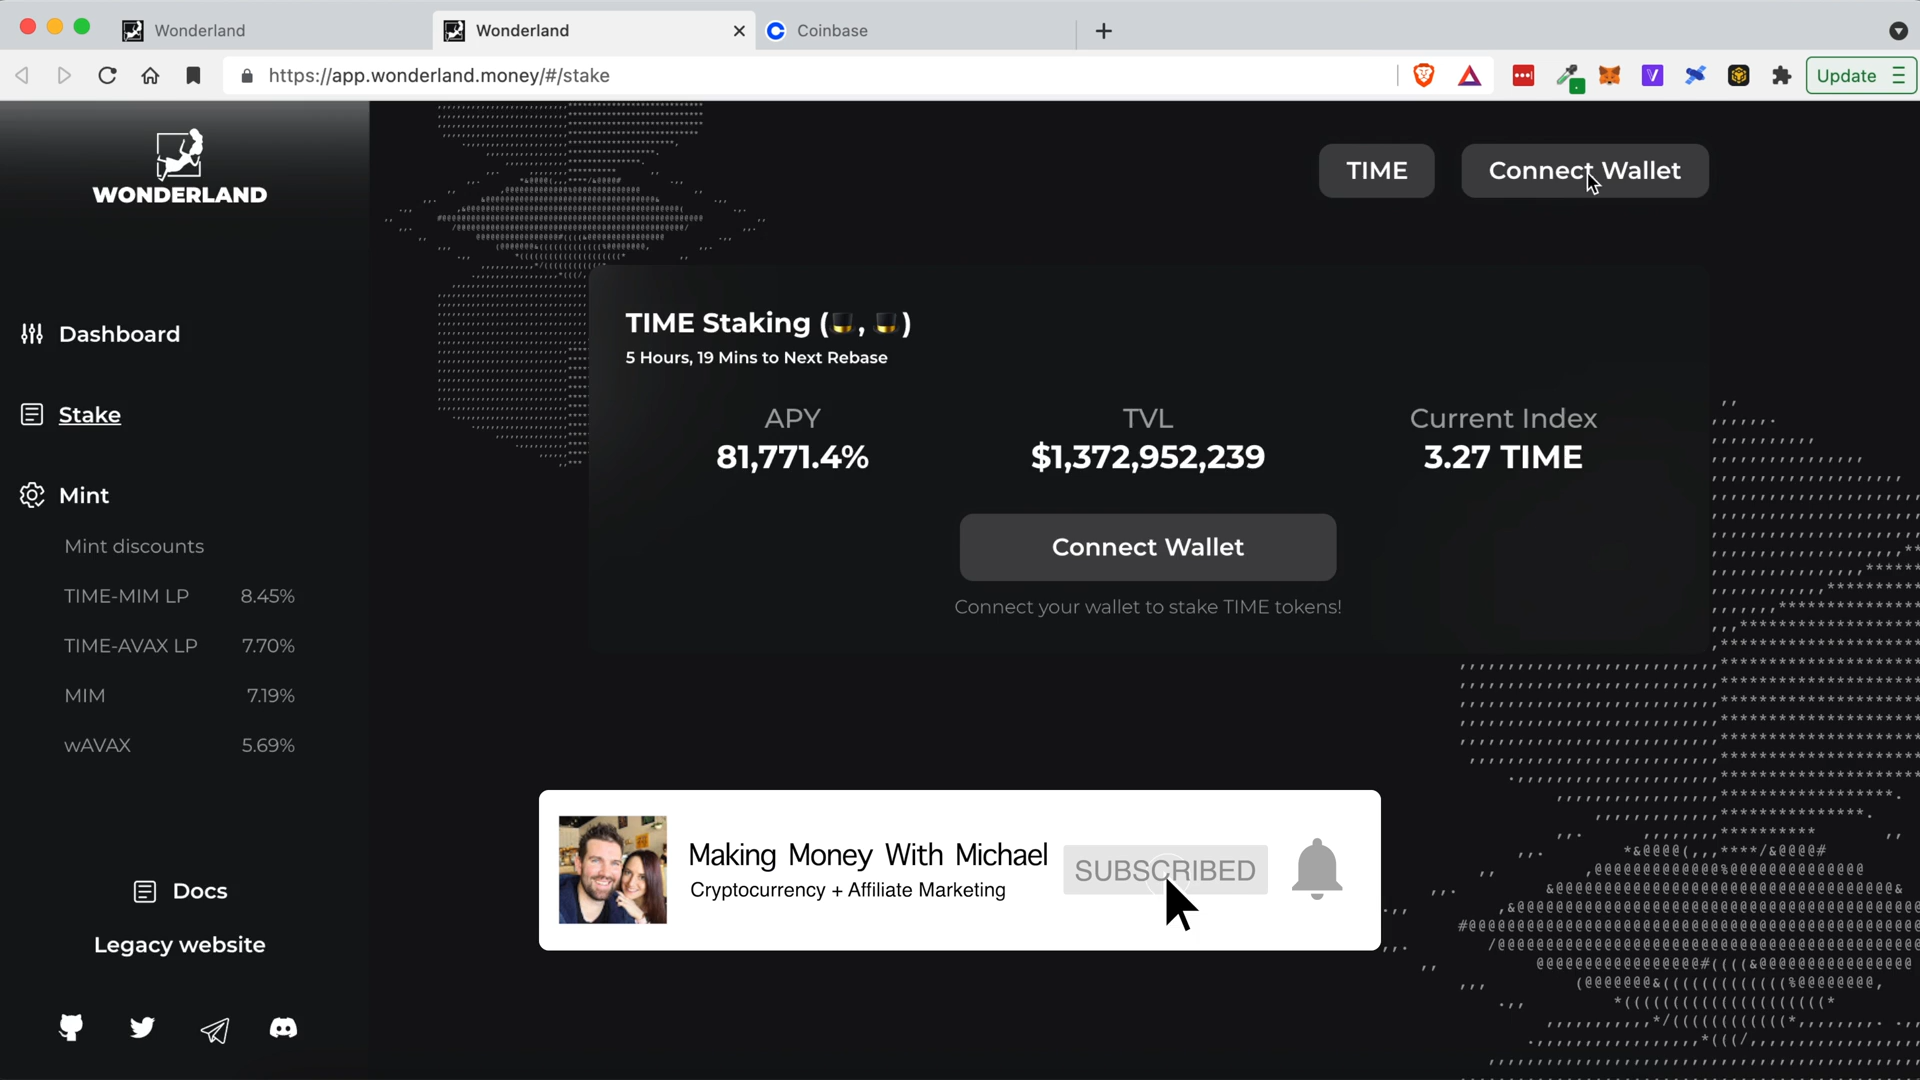 Wonderland
Wonderland
Coinbase
https://app.wonderland.money/#/stake
Update
WONDERLAND
TIME
Connect Wallet
Dashboard
Stake
Mint
Mint discounts
TIME-MIM LP 8.45%
TIME-AVAX LP 7.70%
MIM 7.19%
wAVAX 5.69%
Docs
Legacy website
TIME Staking (🎩, 🎩)
5 Hours, 19 Mins to Next Rebase
APY
81,771.4%
TVL
$1,372,952,239
Current Index
3.27 TIME
Connect Wallet
Connect your wallet to stake TIME tokens!
Making Money With Michael
Cryptocurrency + Affiliate Marketing
SUBSCRIBED